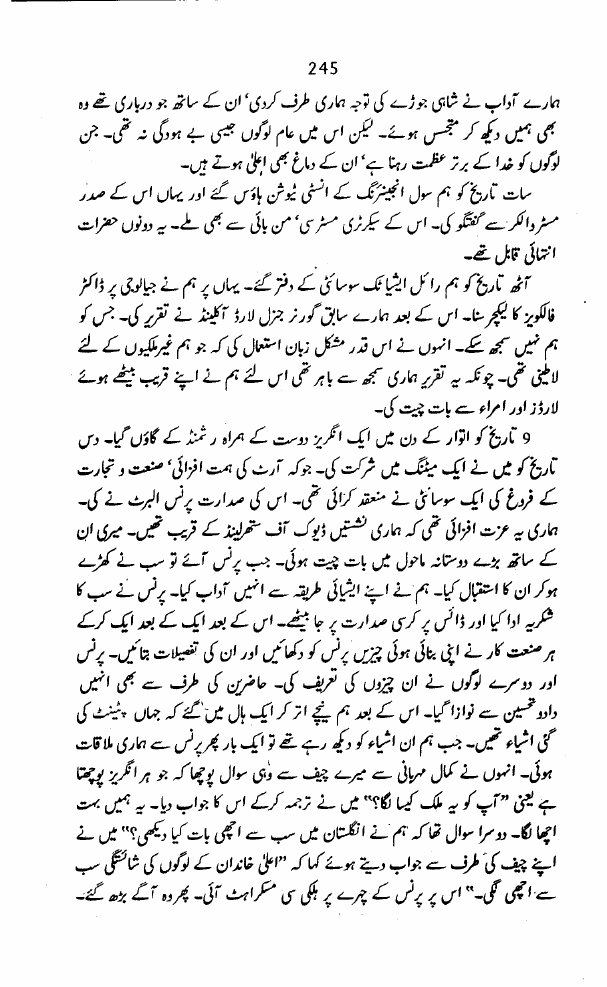 245
ہمارے آداب نے شاہی جوڑے کی توجہ ہماری طرف کردی‘ ان کے ساتھ جو درباری تھے وہ
بھی ہمیں دیکھ کر متجسس ہوئے۔ لیکن اس میں عام لوگوں جیسی بے ہودگی نہ تھی۔ جن
لوگوں کو خدا کے برتر عظمت رہنا ہے‘ ان کے دماغ بھی اعلیٰ ہوتے ہیں۔
سات تاریخ کو ہم سول انجینئرنگ کے انسٹی ٹیوشن ہاؤس گئے اور یہاں اس کے صدر
مسٹر والکر سے گفتگو کی۔ اس کے سیکرٹری مسٹر سی‘ من بائی سے بھی ملے۔ یہ دونوں حضرات
انتہائی قابل تھے۔
آٹھ تاریخ کو ہم رائل ایشیاٹک سوسائٹی کے دفتر گئے۔ یہاں پر ہم نے جیالوجی پر ڈاکٹر
فالکویز کا لیکچر سنا۔ اس کے بعد ہمارے سابق گورنر جنرل لارڈ آکلینڈ نے تقریر کی۔ جس کو
ہم نہیں سمجھ سکے۔ انہوں نے اس قدر مشکل زبان استعمال کی کہ جو ہم غیرملکیوں کے لئے
لاطینی تھی۔ چونکہ یہ تقریر ہماری سمجھ سے باہر تھی اس لئے ہم نے اپنے قریب بیٹھے ہوئے
لارڈز اور امراء سے بات چیت کی۔
9 تاریخ کو اتوار کے دن میں ایک انگریز دوست کے ہمراہ رشمنڈ کے گاؤں گیا۔ دس
تاریخ کو میں نے ایک میٹنگ میں شرکت کی۔ جوکہ آرٹ کی ہمت افزائی‘ صنعت و تجارت
کے فروغ کی ایک سوسائٹی نے منعقد کرائی تھی۔ اس کی صدارت پرنس البرٹ نے کی۔
ہماری یہ عزت افزائی تھی کہ ہماری نشستیں ڈیوک آف ستھرلینڈ کے قریب تھیں۔ میری ان
کے ساتھ بڑے دوستانہ ماحول میں بات چیت ہوئی۔ جب پرنس آئے تو سب نے کھڑے
ہوکر ان کا استقبال کیا۔ ہم نے اپنے ایشیائی طریقہ سے انہیں آداب کیا۔ پرنس نے سب کا
شکریہ ادا کیا اور ڈائس پر کرسی صدارت پر جا بیٹھے۔ اس کے بعد ایک کے بعد ایک کرکے
ہر صنعت کار نے اپنی بنائی ہوئی چیزیں پرنس کو دکھائیں اور ان کی تفصیلات بتائیں۔ پرنس
اور دوسرے لوگوں نے ان چیزوں کی تعریف کی۔ حاضرین کی طرف سے بھی انہیں
دادوتحسین سے نوازا گیا۔ اس کے بعد ہم نیچے اتر کر ایک ہال میں گئے کہ جہاں پیٹنٹ کی
گئی اشیاء تھیں۔ جب ہم ان اشیاء کو دیکھ رہے تھے تو ایک بار پھر پرنس سے ہماری ملاقات
ہوئی۔ انہوں نے کمال مہربانی سے میرے چیف سے وہی سوال پوچھا کہ جو ہر انگریز پوچھتا
ہے یعنی ”آپ کو یہ ملک کیسا لگا؟“ میں نے ترجمہ کرکے اس کا جواب دیا۔ یہ ہمیں بہت
اچھا لگا۔ دوسرا سوال تھا کہ ہم نے انگلستان میں سب سے اچھی بات کیا دیکھی؟“ میں نے
اپنے چیف کی طرف سے جواب دیتے ہوئے کہا کہ ”اعلیٰ خاندان کے لوگوں کی شائستگی سب
سے اچھی لگی۔“ اس پر پرنس کے چہرے پر ہلکی سی مسکراہٹ آئی۔ پھر وہ آگے بڑھ گئے۔